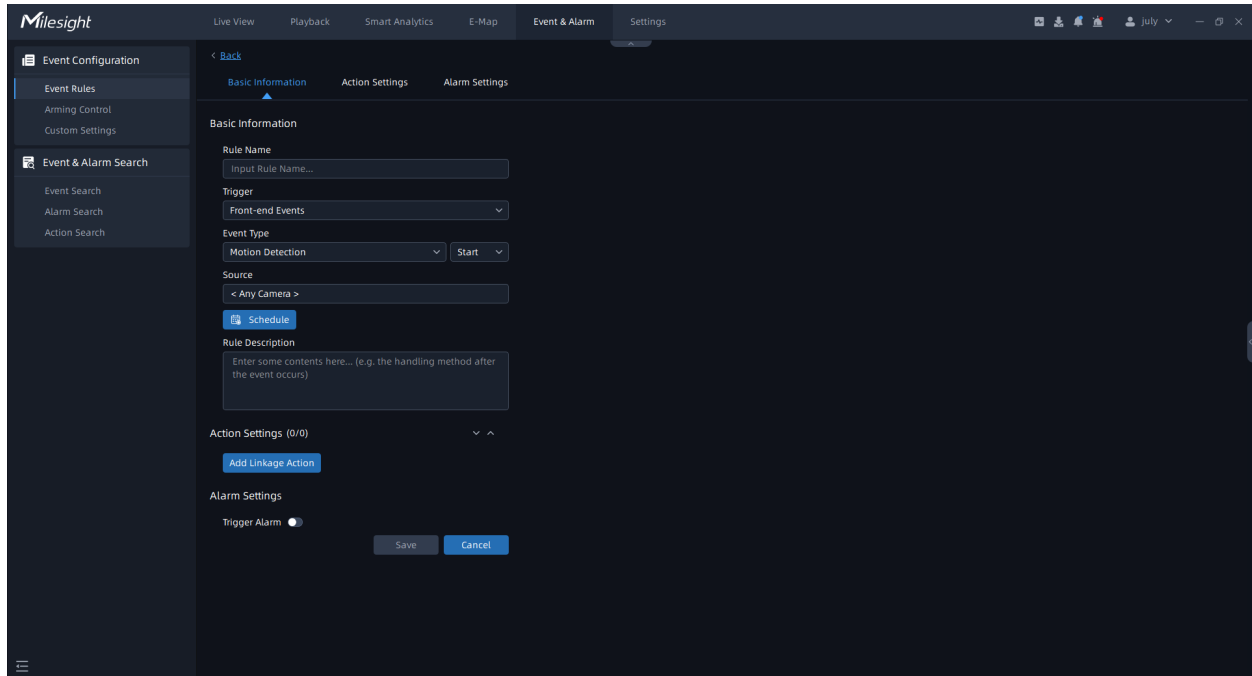 Milesight
Live View
Playback
Smart Analytics
E-Map
Event & Alarm
Settings
july
Event Configuration
Event Rules
Arming Control
Custom Settings
Event & Alarm Search
Event Search
Alarm Search
Action Search
< Back
Basic Information
Action Settings
Alarm Settings
Basic Information
Rule Name
Input Rule Name...
Trigger
Front-end Events
Event Type
Motion Detection
Start
Source
< Any Camera >
Schedule
Rule Description
Enter some contents here... (e.g. the handling method after
the event occurs)
Action Settings (0/0)
Add Linkage Action
Alarm Settings
Trigger Alarm
Save
Cancel